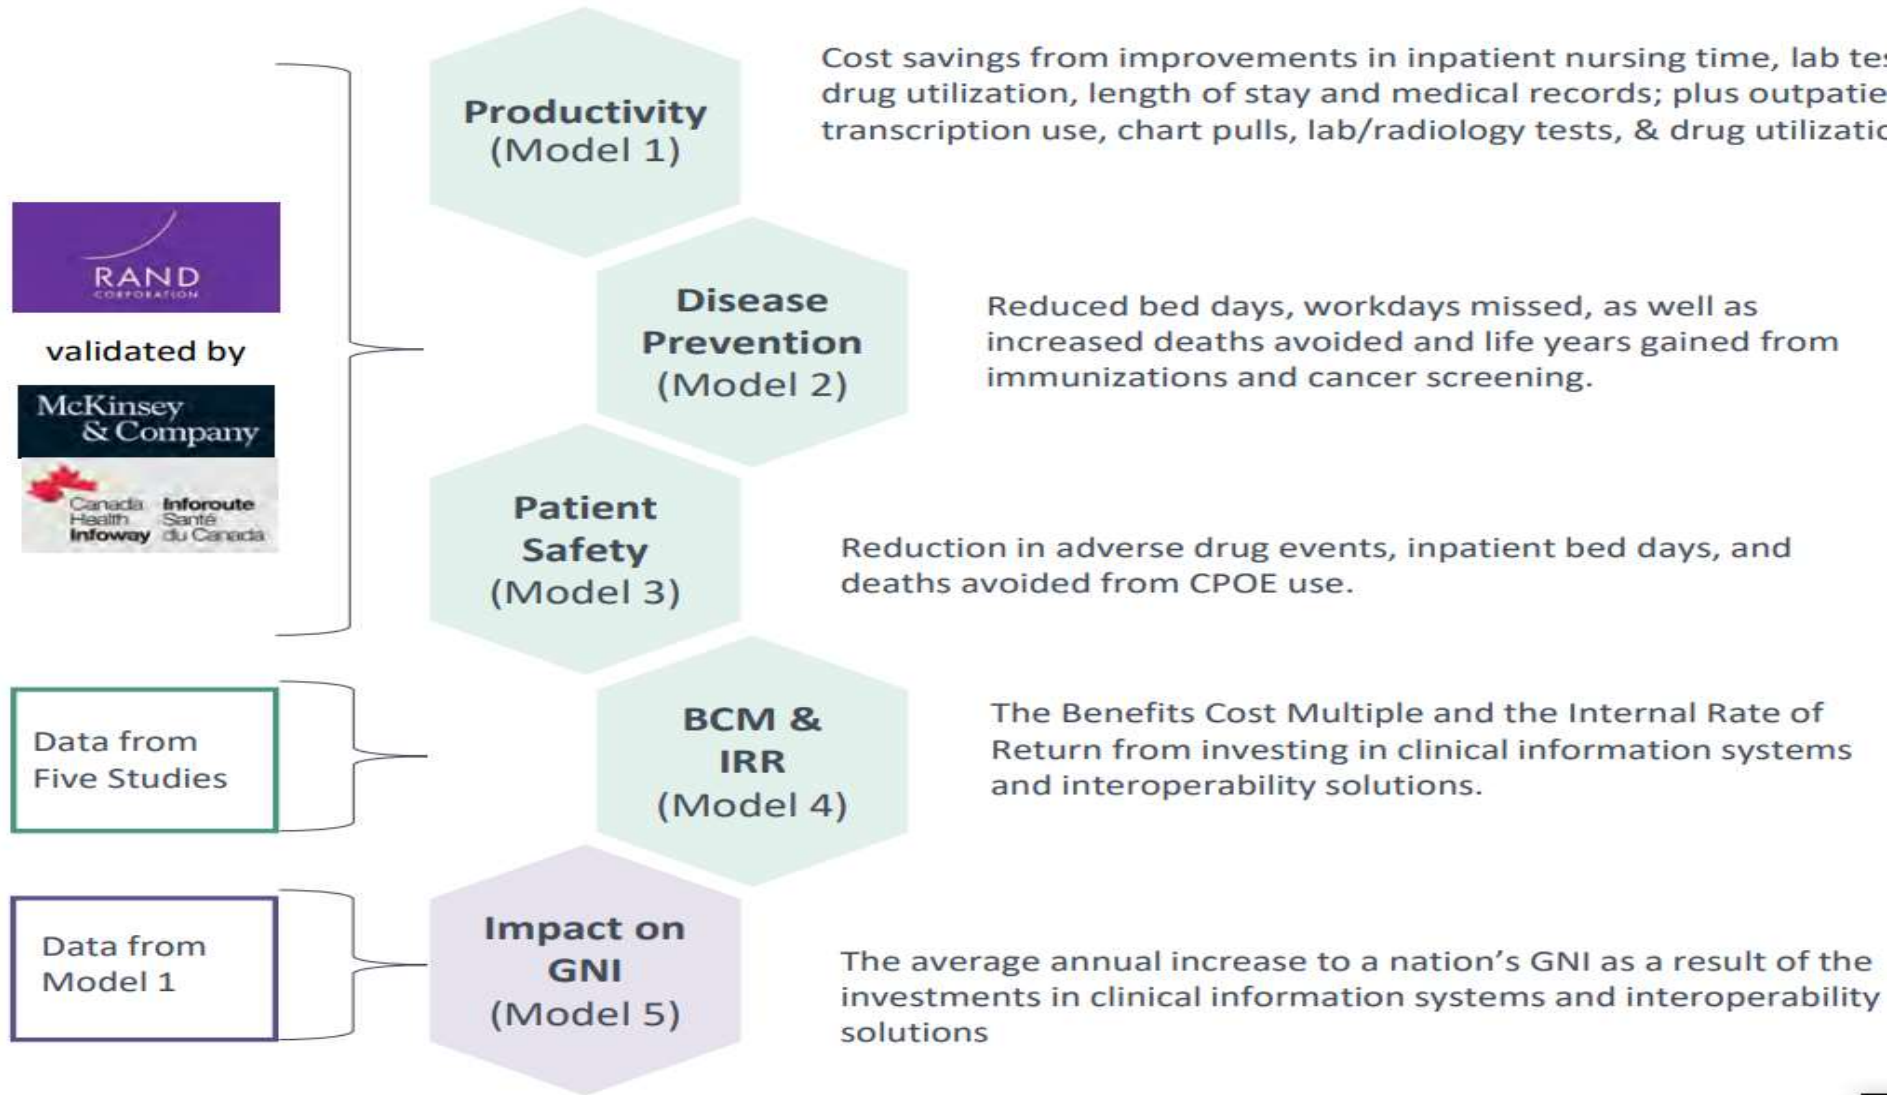 Productivity
(Model 1)
Cost savings from improvements in inpatient nursing time, lab
drug utilization, length of stay and medical records; plus
transcription use, chart pulls, lab/radiology tests, & drug
RAND
CORPORATION
validated by
McKinsey
& Company
Canada Inforoute
Health Santé
Infoway du Canada
Disease
Prevention
(Model 2)
Reduced bed days, workdays missed, as well as
increased deaths avoided and life years gained from
immunizations and cancer screening.
Patient
Safety
(Model 3)
Reduction in adverse drug events, inpatient bed days, and
deaths avoided from CPOE use.
Data from
Five Studies
BCM &
IRR
(Model 4)
The Benefits Cost Multiple and the Internal Rate of
Return from investing in clinical information systems
and interoperability solutions.
Data from
Model 1
Impact on
GNI
(Model 5)
The average annual increase to a nation’s GNI as a result of the
investments in clinical information systems and interoperability
solutions